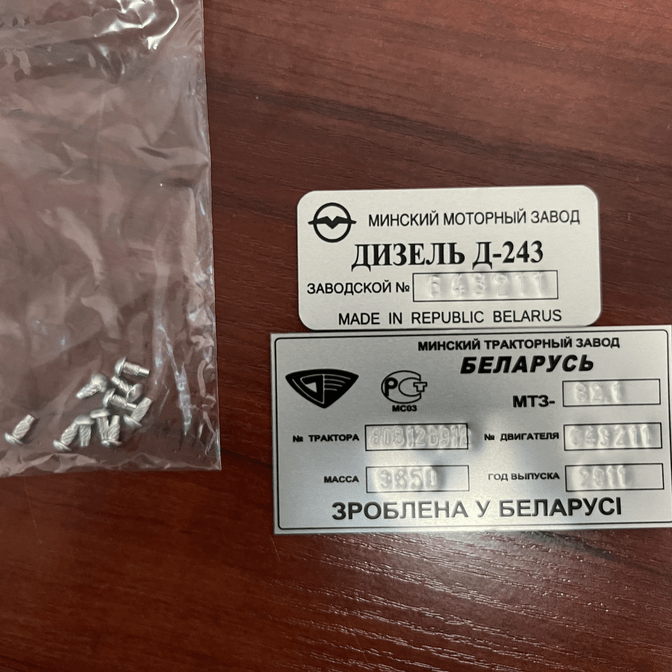 МИНСКИЙ МОТОРНЫЙ ЗАВОД
ДИЗЕЛЬ Д-243
ЗАВОДСКОЙ №
MADE IN REPUBLIC BELARUS
МИНСКИЙ ТРАКТОРНЫЙ ЗАВОД
БЕЛАРУСЬ
МС03
МТЗ-
№ ТРАКТОРА № ДВИГАТЕЛЯ
МАССА 3850 ГОД ВЫПУСКА 2011
ЗРОБЛЕНА У БЕЛАРУСІ